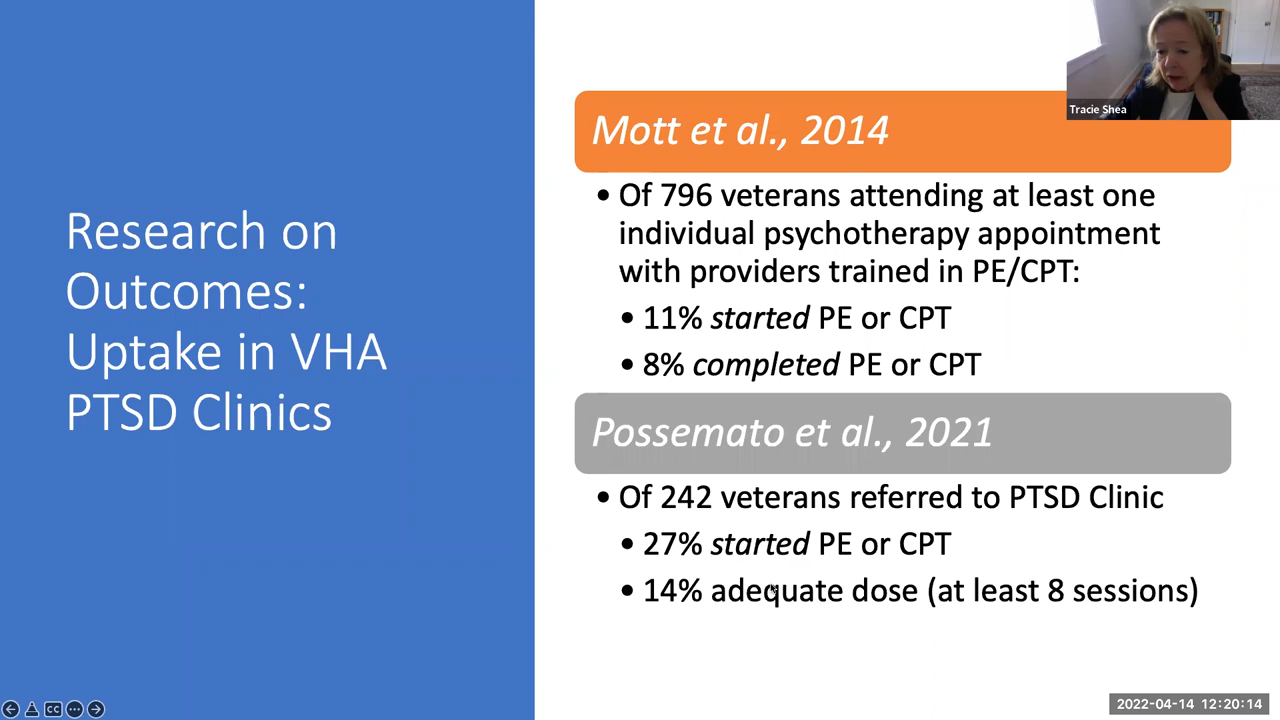 Research on
Outcomes:
Uptake in VHA
PTSD Clinics
Tracie Shea
Mott et al., 2014
• Of 796 veterans attending at least one
individual psychotherapy appointment
with providers trained in PE/CPT:
• 11% started PE or CPT
• 8% completed PE or CPT
Possemato et al., 2021
• Of 242 veterans referred to PTSD Clinic
• 27% started PE or CPT
• 14% adequate dose (at least 8 sessions)
CC
2022-04-14 12:20:14